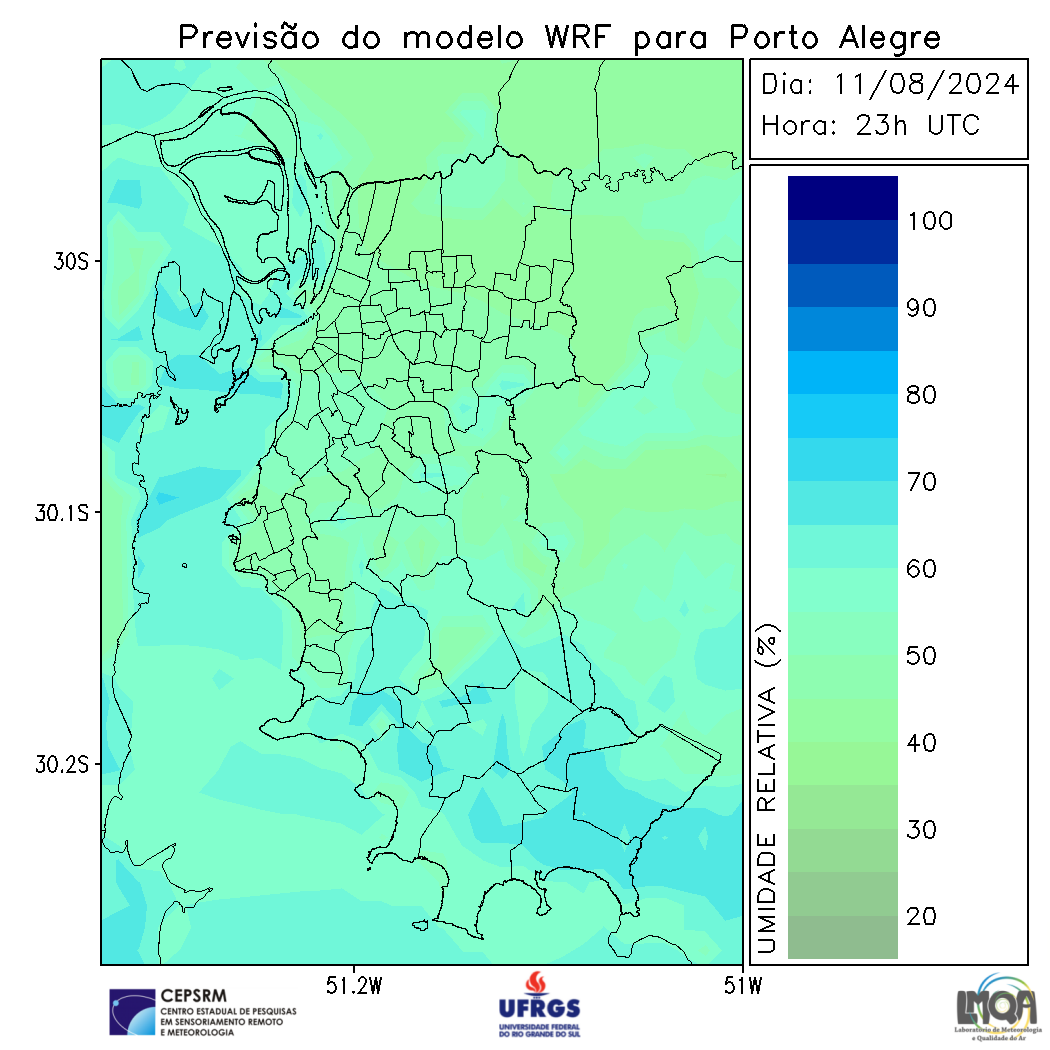 Previsão do modelo WRF para Porto Alegre
Dia: 11/08/2024
Hora: 23h UTC
30S
30.1S
30.2S
51.2W
51W
UMIDADE RELATIVA (%)
100
90
80
70
60
50
40
30
20
CEPSRM
CENTRO ESTADUAL DE PESQUISAS
EM SENSORIAMENTO REMOTO
E METEOROLOGIA
UFRGS
UNIVERSIDADE FEDERAL
DO RIO GRANDE DO SUL
LMQA
Laboratório de Meteorologia
e Qualidade do Ar